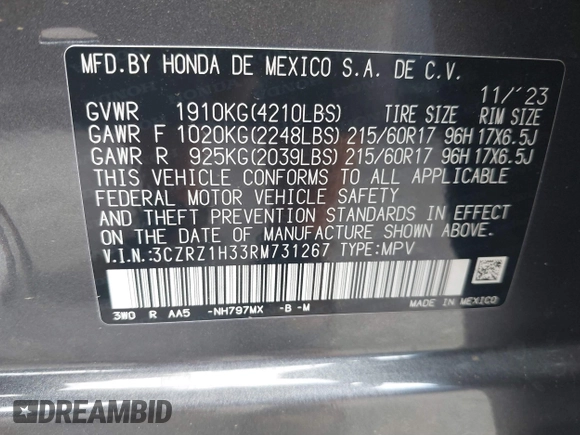 MFD.BY HONDA DE MEXICO S.A. DE C.V.
11/'23
GVWR 1910KG(4210LBS) TIRE SIZE RIM SIZE
GAWR F 1020KG(2248LBS) 215/60R17 96H 17X6.5J
GAWR R 925KG(2039LBS) 215/60R17 96H 17X6.5J
THIS VEHICLE CONFORMS TO ALL APPLICABLE
FEDERAL MOTOR VEHICLE SAFETY
AND THEFT PREVENTION STANDARDS IN EFFECT
ON THE DATE OF MANUFACTURE SHOWN ABOVE.
V.I.N.:3CZRZ1H33RM731267 TYPE:MPV
MADE IN MEXICO
3W0 R AA5 -NH797MX -B -M
DREAMBID